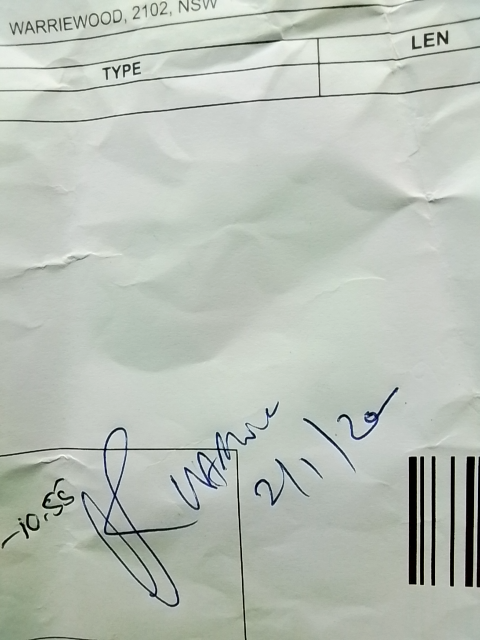 WARRIEWOOD, 2102, NSW
TYPE
LEN
-10.55
2/1/20